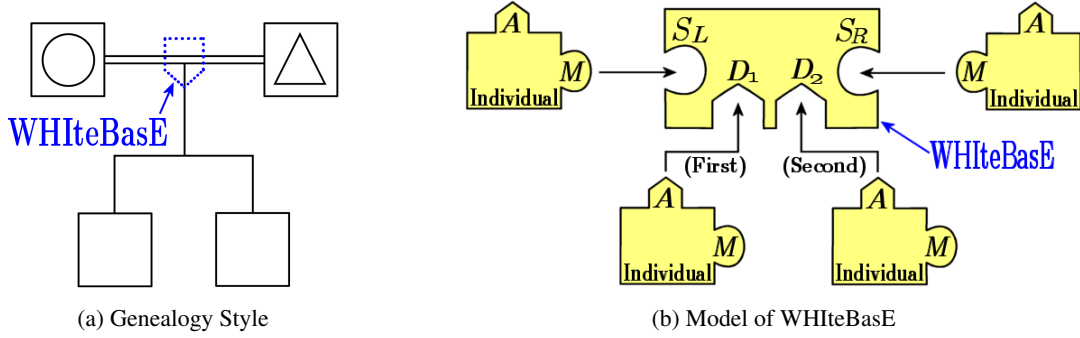 WHIteBasE
(a) Genealogy Style
A
M
Individual
S_L
S_R
D_1
D_2
A
M
Individual
WHIteBasE
(First)
(Second)
A
M
Individual
A
M
Individual
(b) Model of WHIteBasE